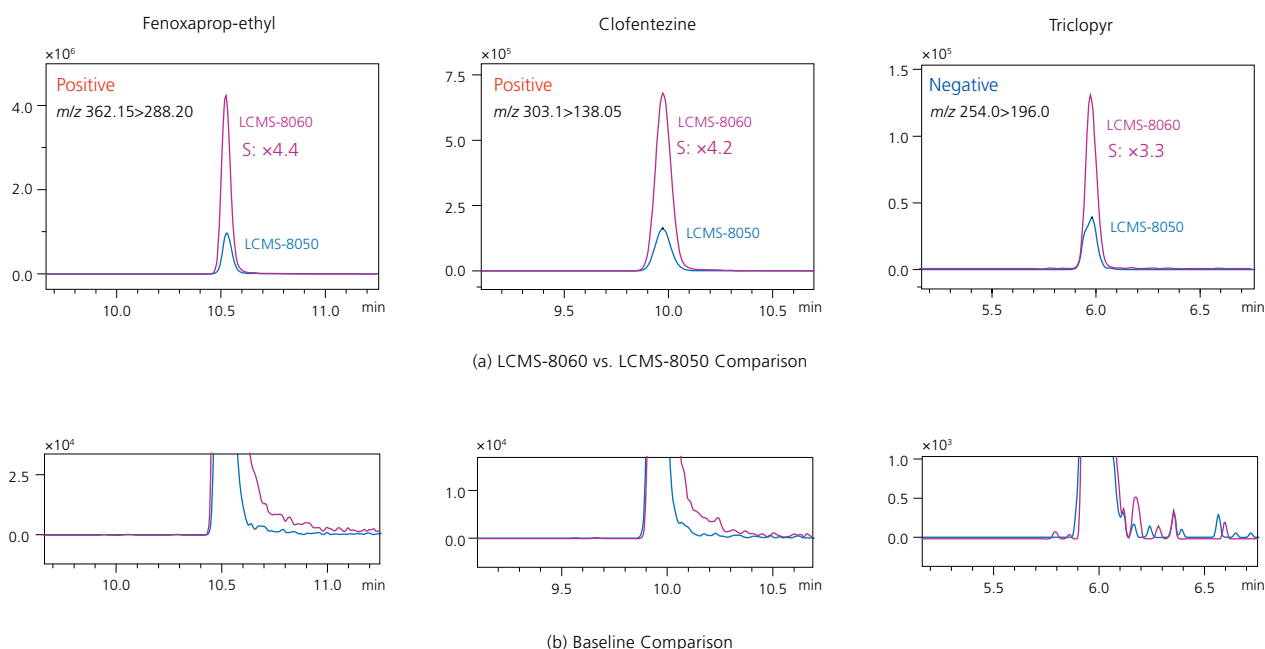 Fenoxaprop-ethyl
×10⁶
Positive
m/z 362.15>288.20
LCMS-8060
S: ×4.4
LCMS-8050
4.0
2.0
0.0
10.0 10.5 11.0 min
Clofentezine
×10⁵
Positive
m/z 303.1>138.05
LCMS-8060
S: ×4.2
LCMS-8050
7.5
5.0
2.5
0.0
9.5 10.0 10.5 min
Triclopyr
×10⁵
Negative
m/z 254.0>196.0
LCMS-8060
S: ×3.3
LCMS-8050
1.5
1.0
0.5
0.0
5.5 6.0 6.5 min
(a) LCMS-8060 vs. LCMS-8050 Comparison
×10⁴
2.5
0.0
10.0 10.5 11.0 min
×10⁴
1.0
0.0
9.5 10.0 10.5 min
×10³
1.0
0.5
0.0
5.5 6.0 6.5 min
(b) Baseline Comparison